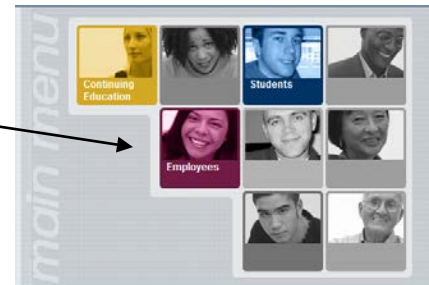 main menu
Continuing
Education
Students
Employees